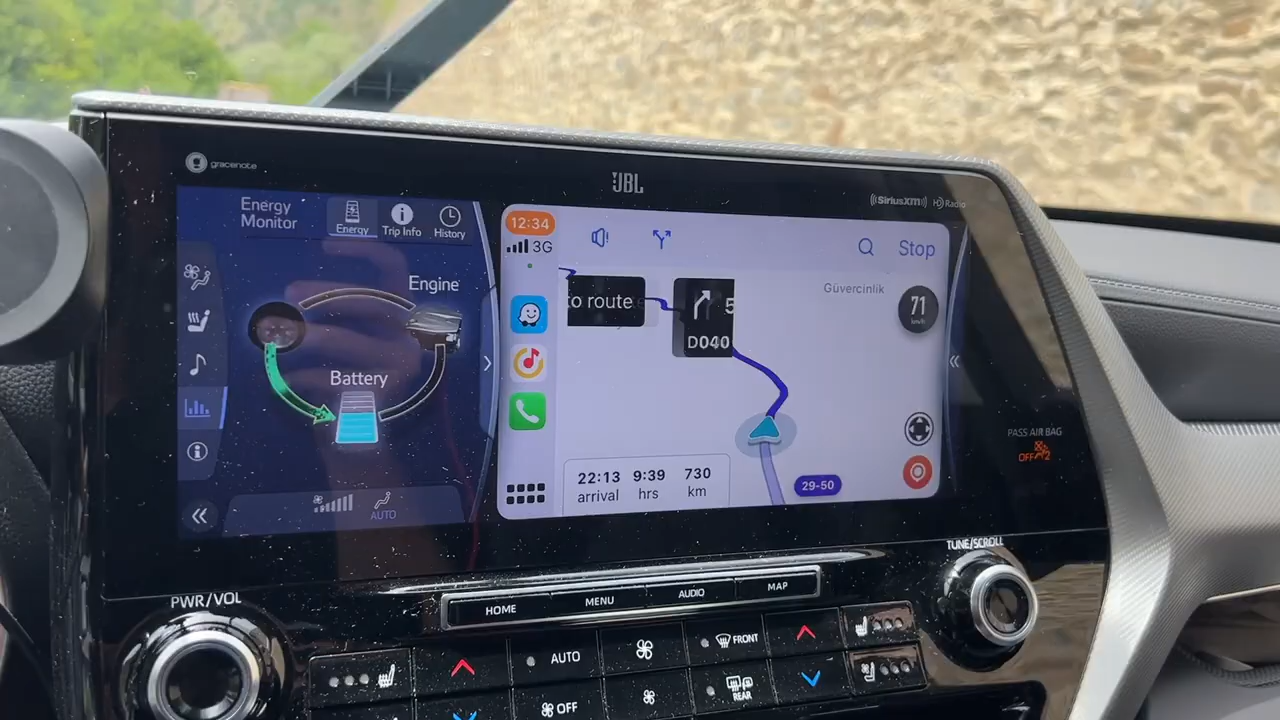 gracenote
JBL
SiriusXM HD Radio
Energy
Monitor
Energy
Trip Info
History
Engine
Battery
AUTO
12:34
3G
Stop
to route
5
D040
Güvercinlik
71
km/h
22:13 9:39 730
arrival hrs km
29-50
PASS AIR BAG
OFF 2
PWR/VOL
TUNE/SCROLL
HOME MENU AUDIO MAP
AUTO
FRONT
OFF
REAR